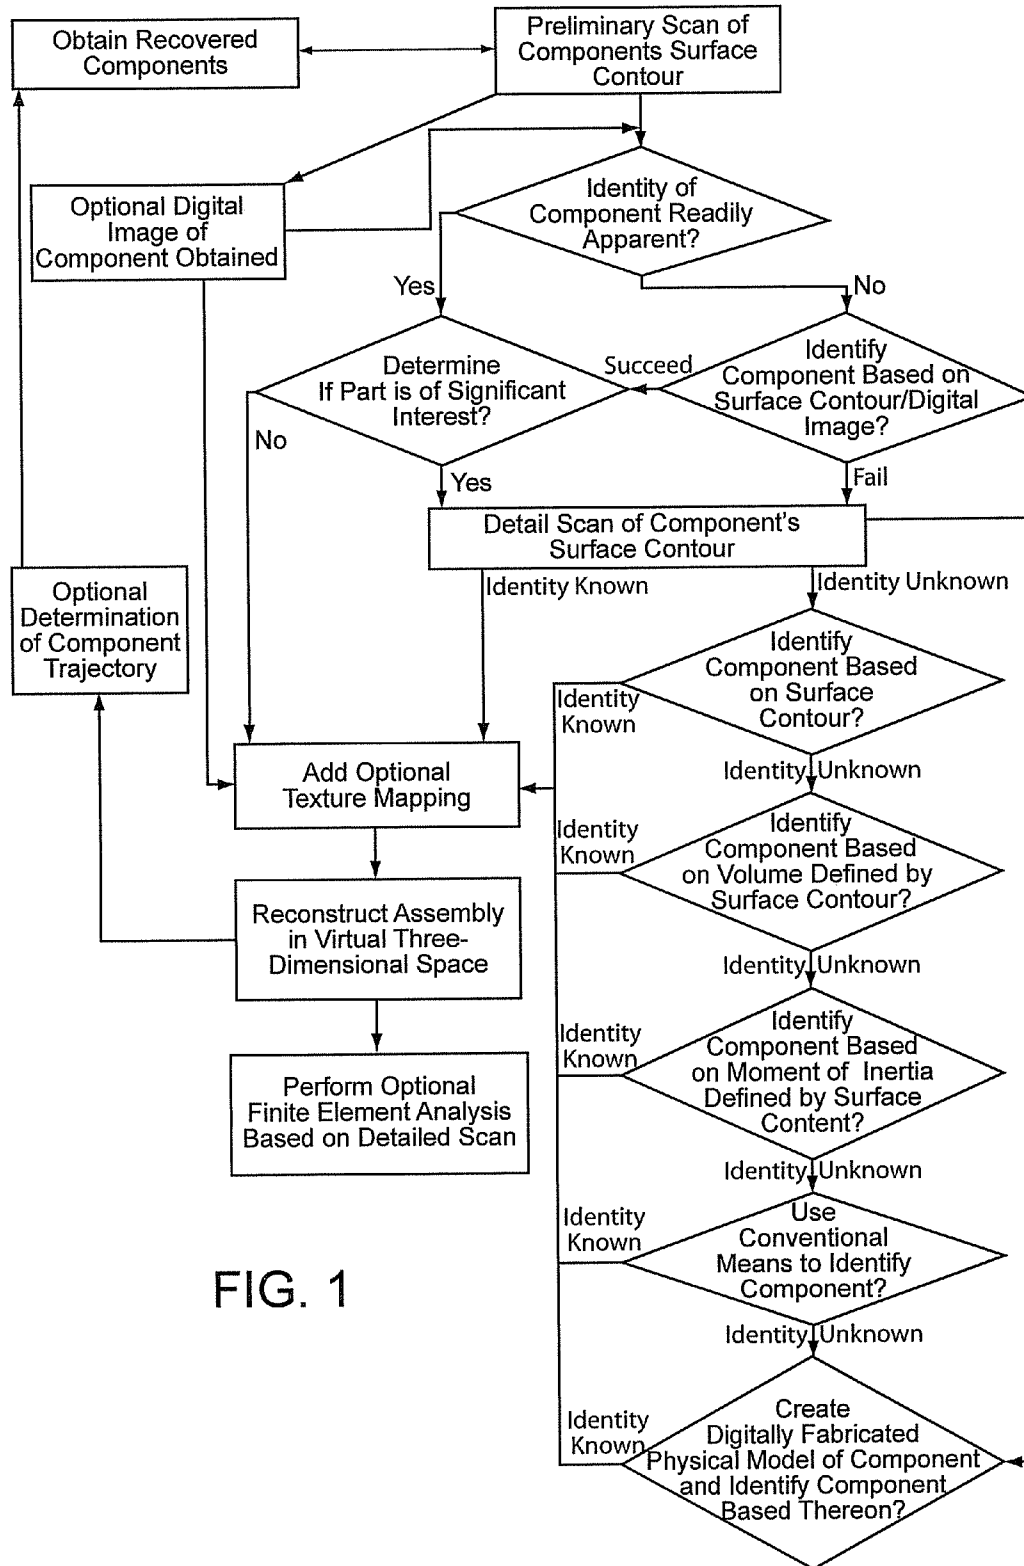 Obtain Recovered
Components
Preliminary Scan of
Components Surface
Contour
Optional Digital
Image of
Component Obtained
Identity of
Component Readily
Apparent?
Yes
No
Determine
If Part is of Significant
Interest?
Succeed
Identify
Component Based on
Surface Contour/Digital
Image?
No
Yes
Fail
Detail Scan of Component's
Surface Contour
Identity Known
Identity Unknown
Optional
Determination
of Component
Trajectory
Identify
Component Based
on Surface
Contour?
Identity
Known
Identity Unknown
Add Optional
Texture Mapping
Identify
Component Based
on Volume Defined by
Surface Contour?
Identity
Known
Identity Unknown
Reconstruct Assembly
in Virtual Three-
Dimensional Space
Identify
Component Based
on Moment of Inertia
Defined by Surface
Content?
Identity
Known
Identity Unknown
Perform Optional
Finite Element Analysis
Based on Detailed Scan
Use
Conventional
Means to Identify
Component?
Identity
Known
Identity Unknown
Create
Digitally Fabricated
Physical Model of Component
and Identify Component
Based Thereon?
Identity
Known
FIG. 1